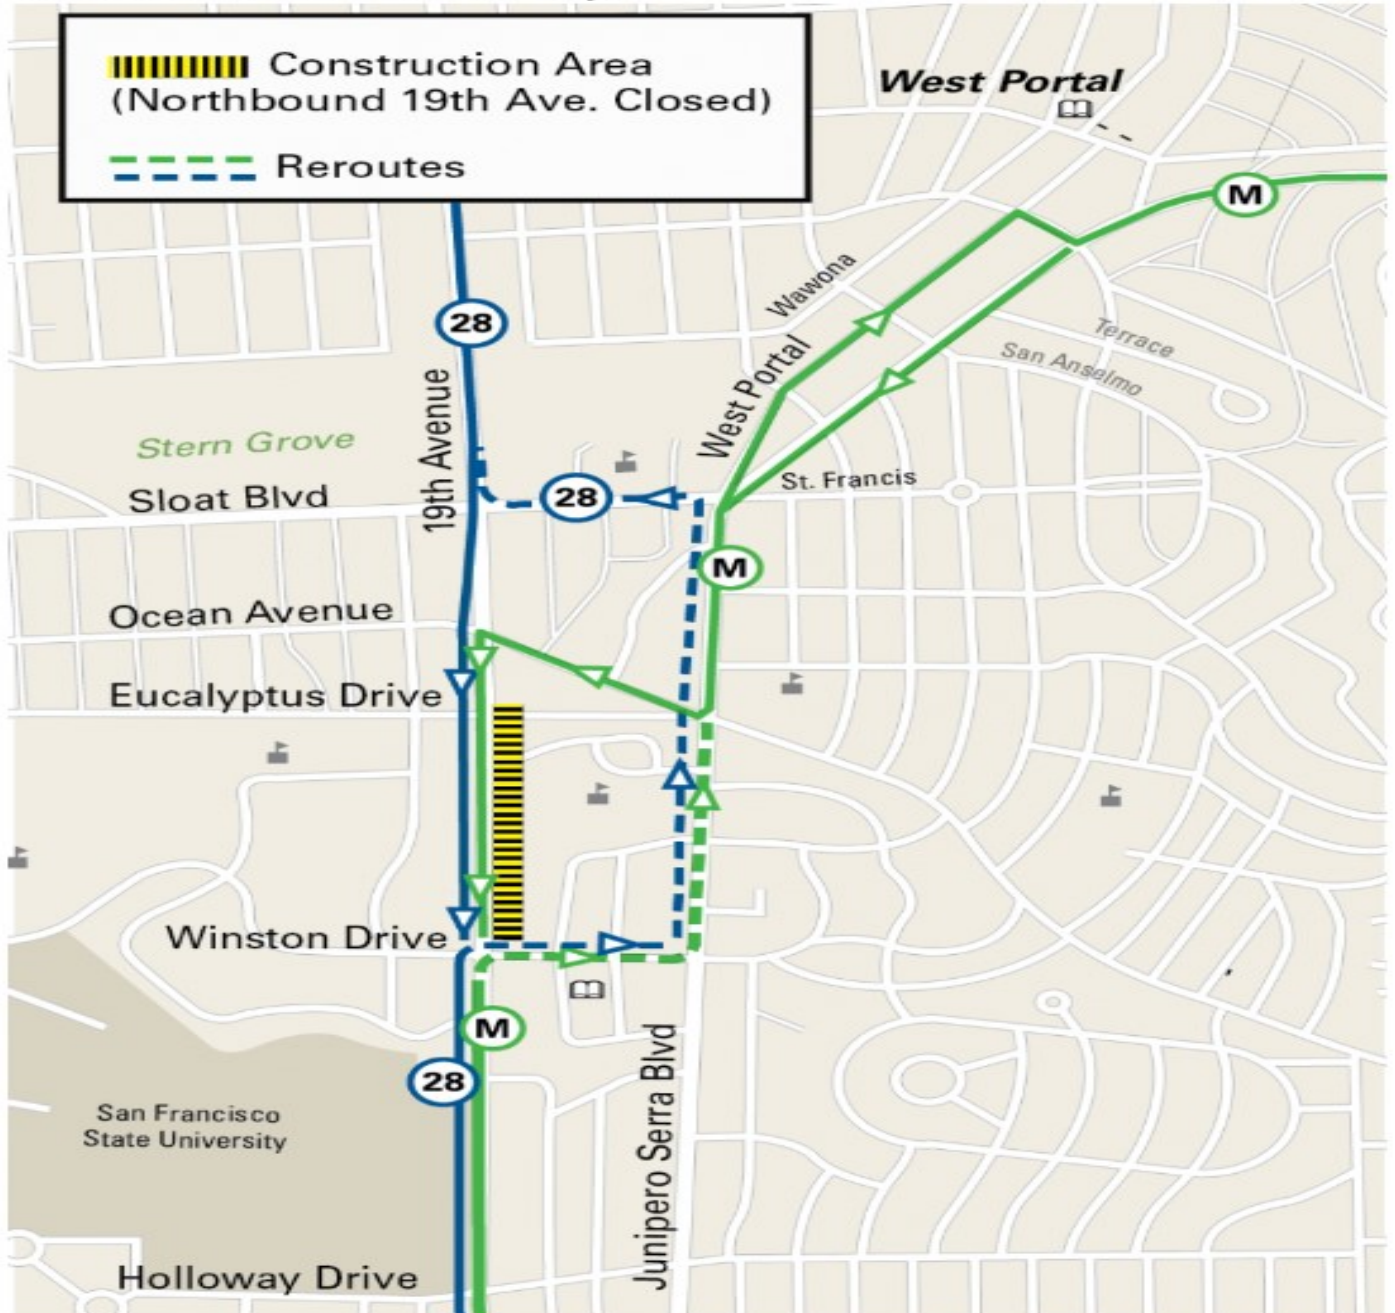 Construction Area
(Northbound 19th Ave. Closed)
Reroutes
West Portal
M
28
Wawona
Terrace
San Anselmo
West Portal
19th Avenue
Stern Grove
Sloat Blvd
28
St. Francis
M
Ocean Avenue
Eucalyptus Drive
Winston Drive
M
28
San Francisco
State University
Junipero Serra Blvd
Holloway Drive